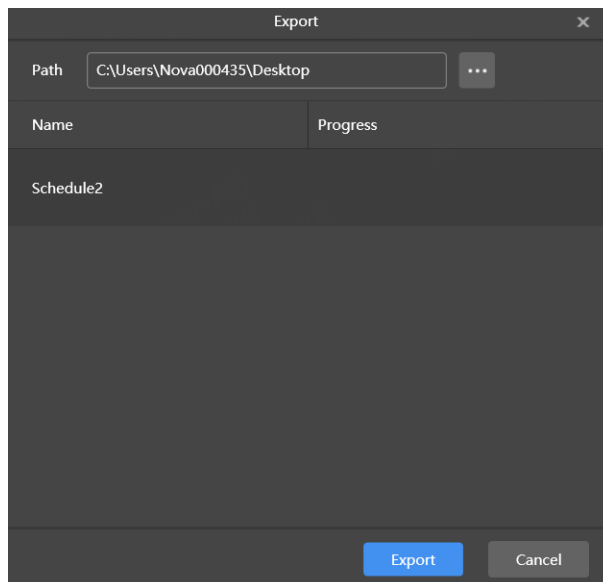 Export
Path C:\Users\Nova000435\Desktop
Name Progress
Schedule2
Export Cancel